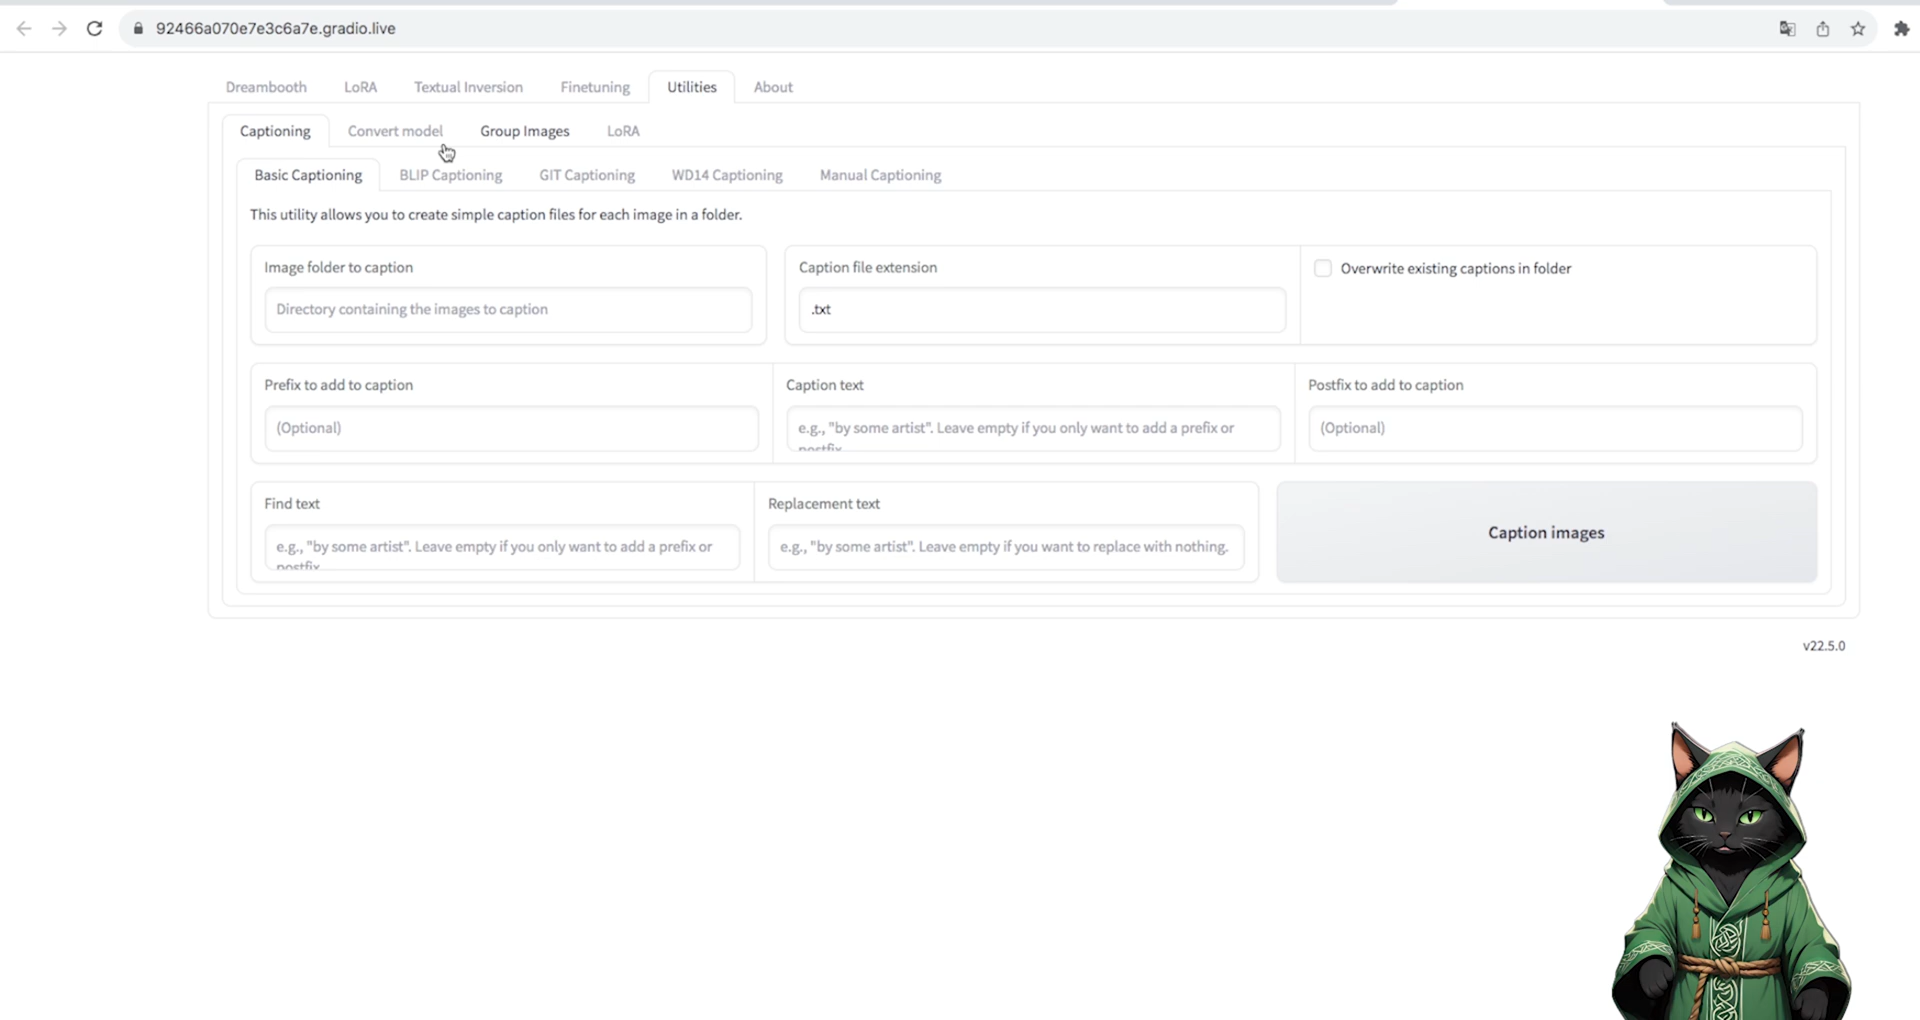 92466a070e7e3c6a7e.gradio.live
Dreambooth LoRA Textual Inversion Finetuning Utilities About
Captioning Convert model Group Images LoRA
Basic Captioning BLIP Captioning GIT Captioning WD14 Captioning Manual Captioning
This utility allows you to create simple caption files for each image in a folder.
Image folder to caption
Directory containing the images to caption
Caption file extension
.txt
Overwrite existing captions in folder
Prefix to add to caption
(Optional)
Caption text
e.g., "by some artist". Leave empty if you only want to add a prefix or
postfix
Postfix to add to caption
(Optional)
Find text
e.g., "by some artist". Leave empty if you only want to add a prefix or
postfix
Replacement text
e.g., "by some artist". Leave empty if you want to replace with nothing.
Caption images
v22.5.0